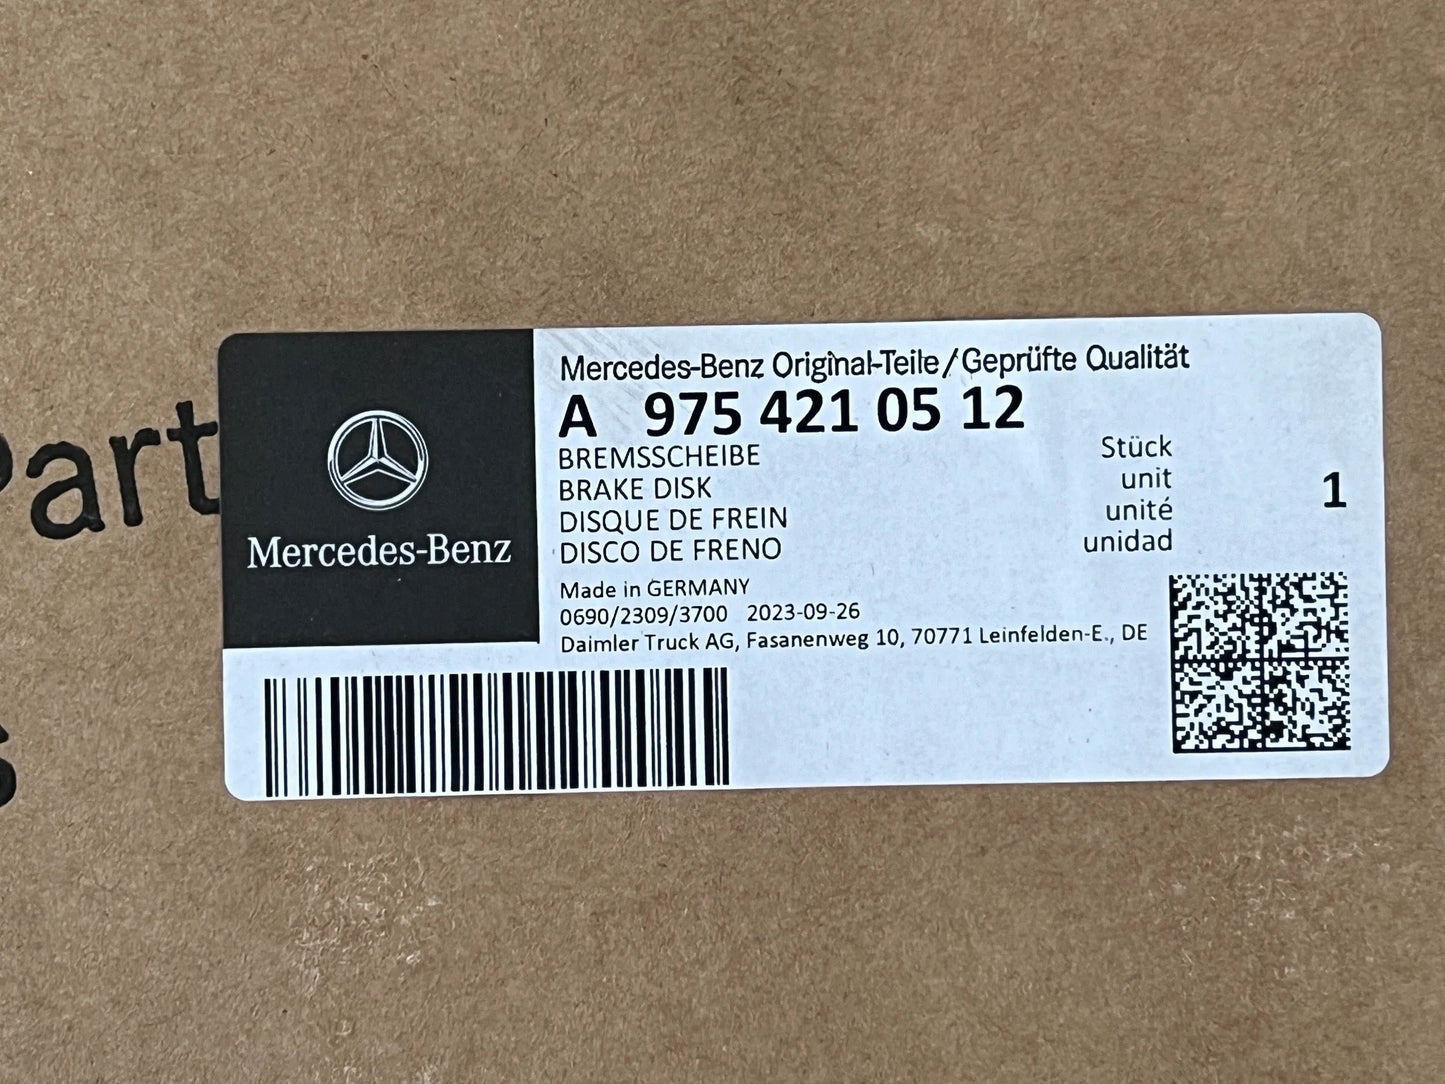 Part
s
Mercedes-Benz
Mercedes-Benz Original-Teile/Geprüfte Qualität
A 975 421 05 12
BREMSSCHEIBE Stück
BRAKE DISK unit
DISQUE DE FREIN unité 1
DISCO DE FRENO unidad
Made in GERMANY
0690/2309/3700 2023-09-26
Daimler Truck AG, Fasanenweg 10, 70771 Leinfelden-E., DE